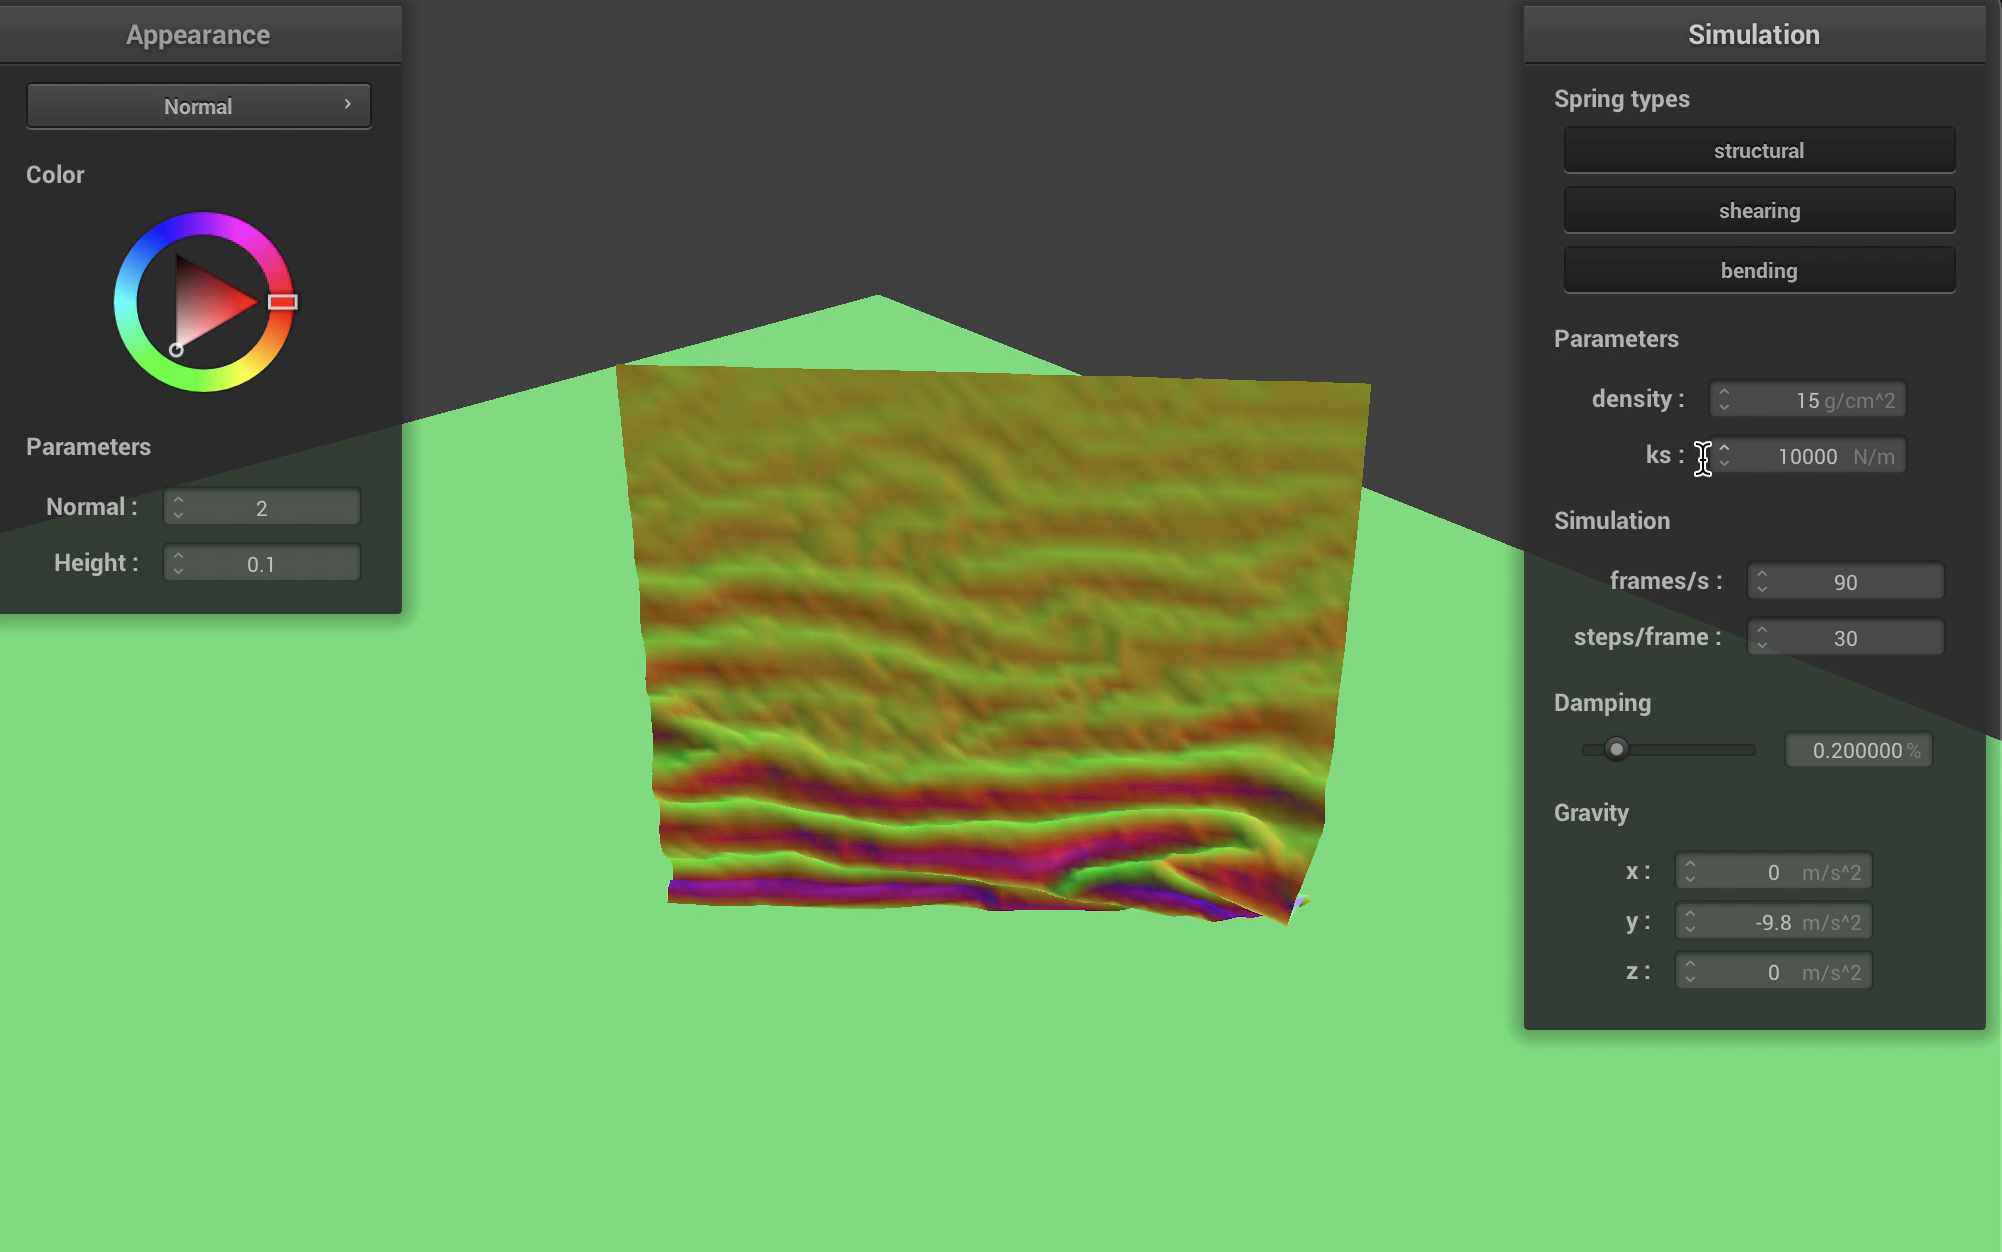 Appearance
Normal
Color
Parameters
Normal : 2
Height : 0.1
Simulation
Spring types
structural
shearing
bending
Parameters
density : 15 g/cm^2
ks : 10000 N/m
Simulation
frames/s : 90
steps/frame : 30
Damping
0.200000 %
Gravity
x : 0 m/s^2
y : -9.8 m/s^2
z : 0 m/s^2